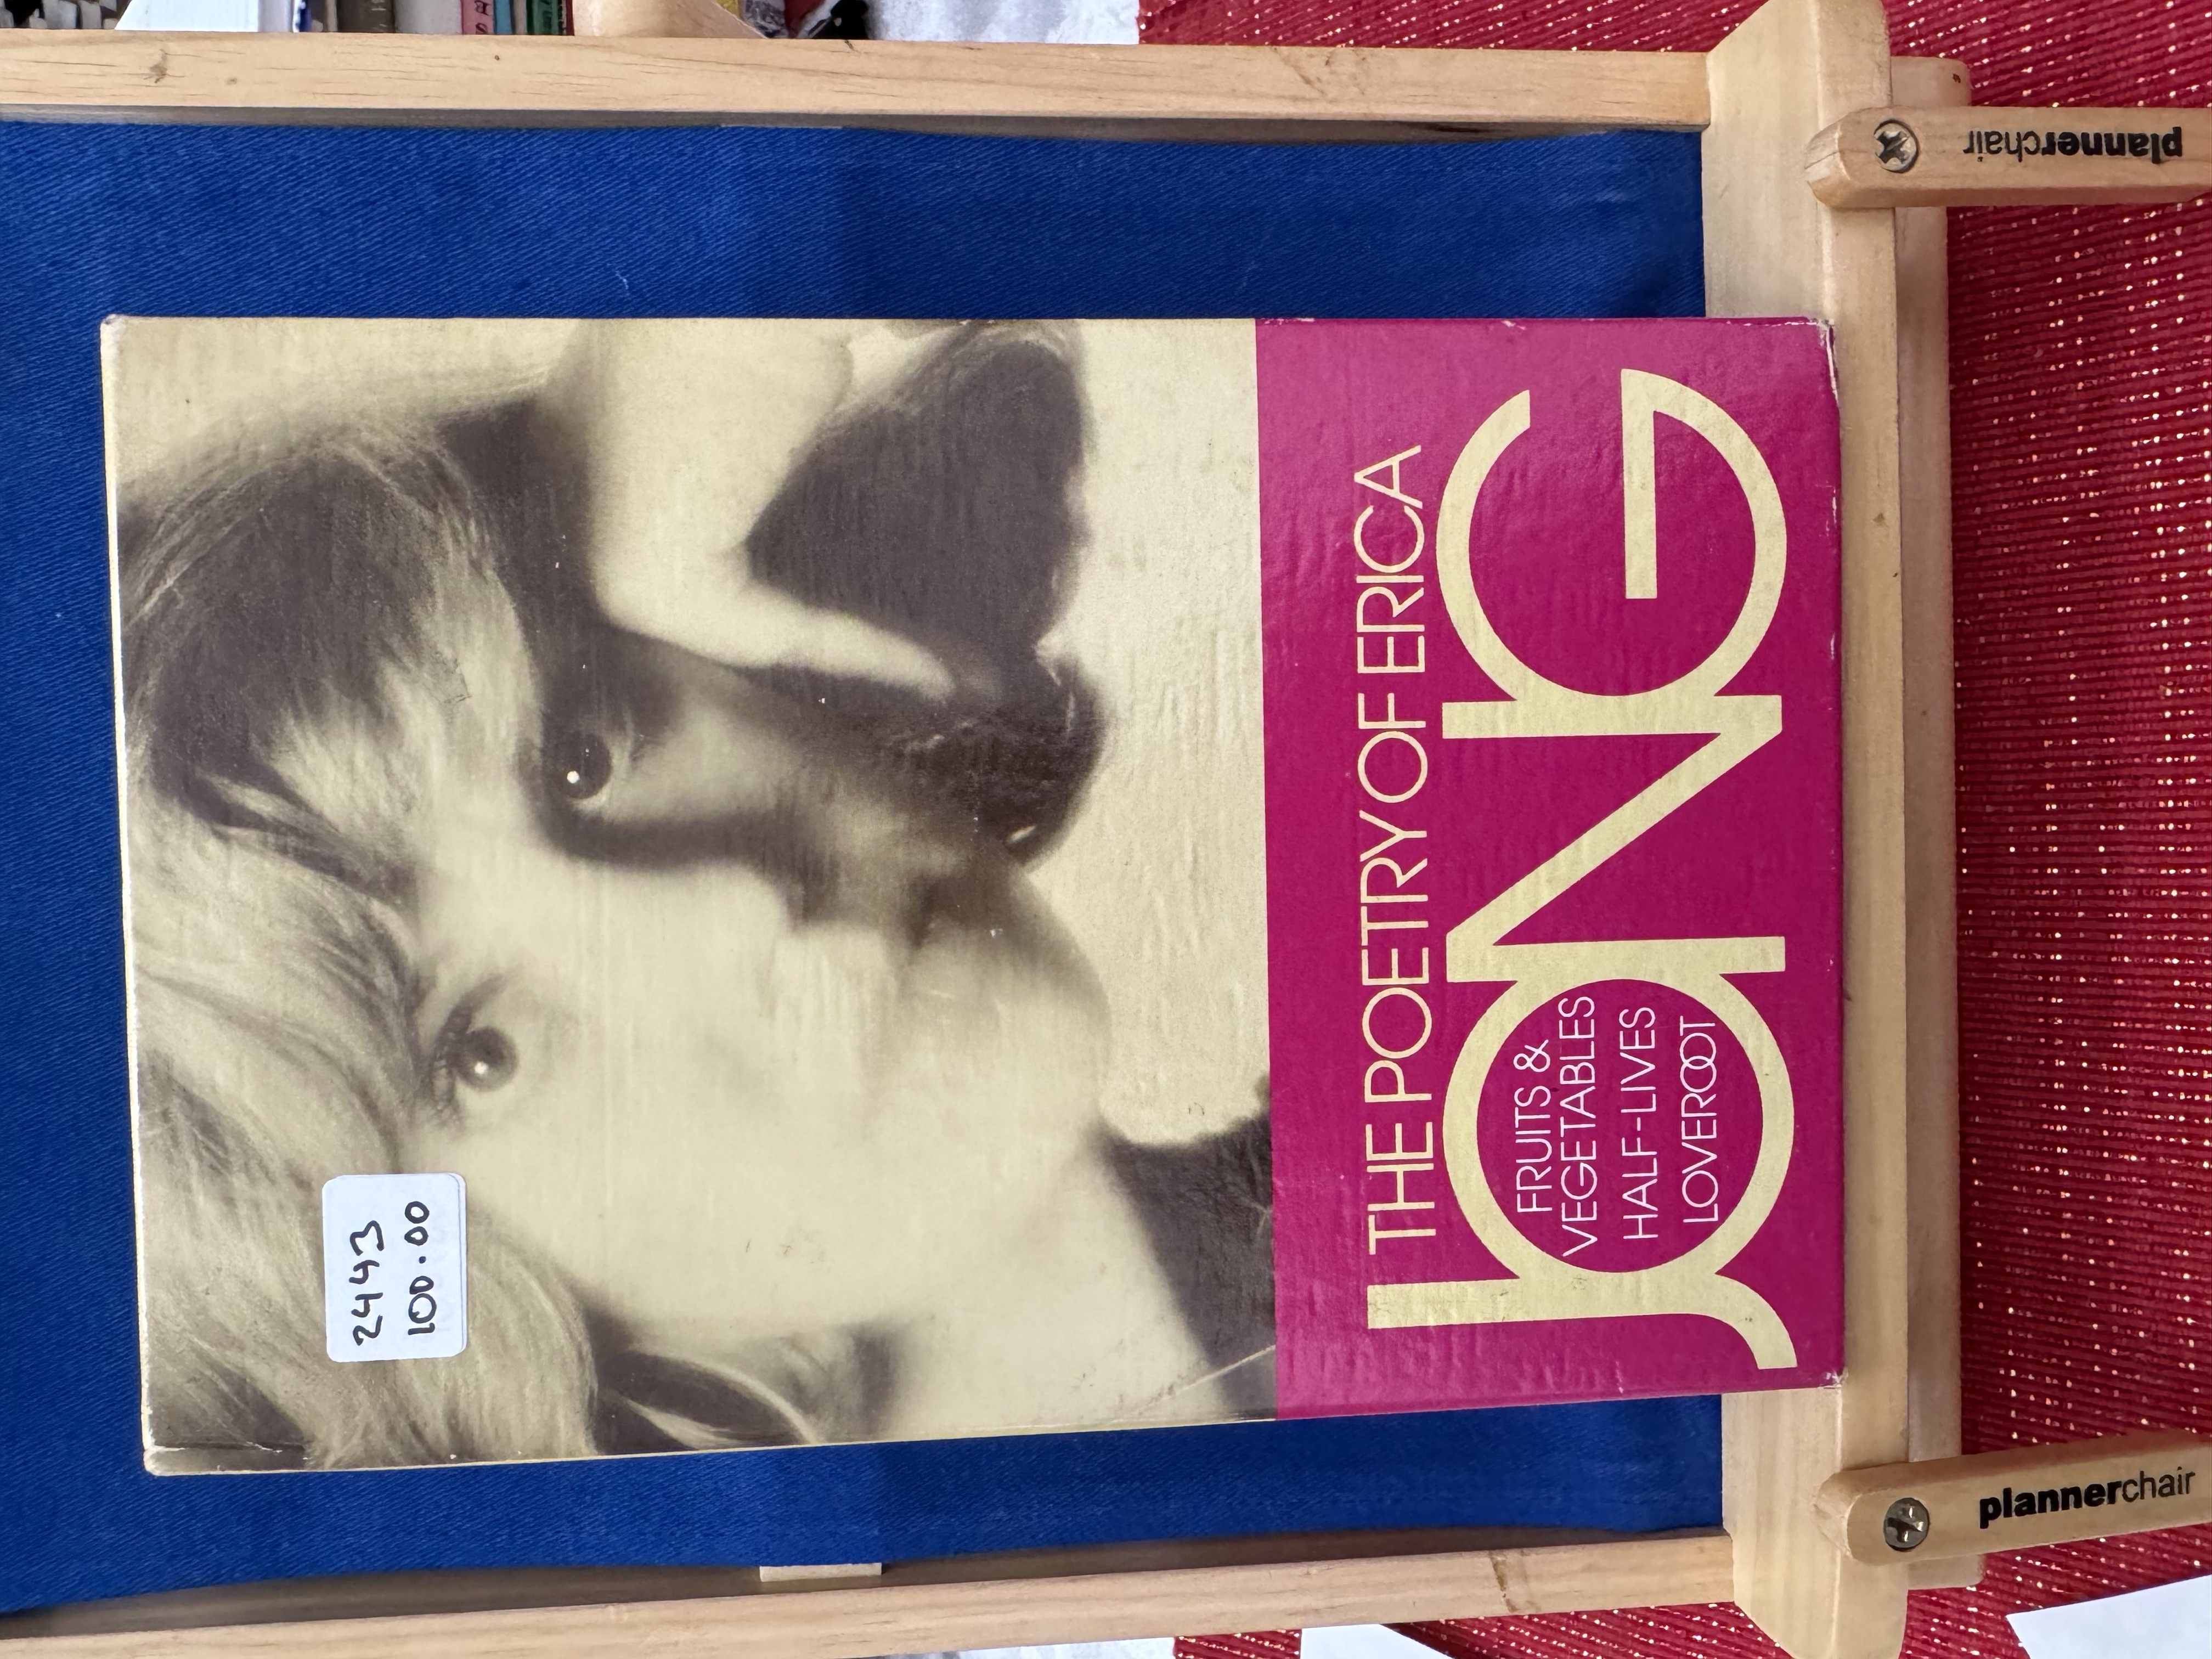 2443
100.00
THE POETRY OF ERICA
JONG
FRUITS &
VEGETABLES
HALF-LIVES
LOVEROOT
plannerchair
plannerchair